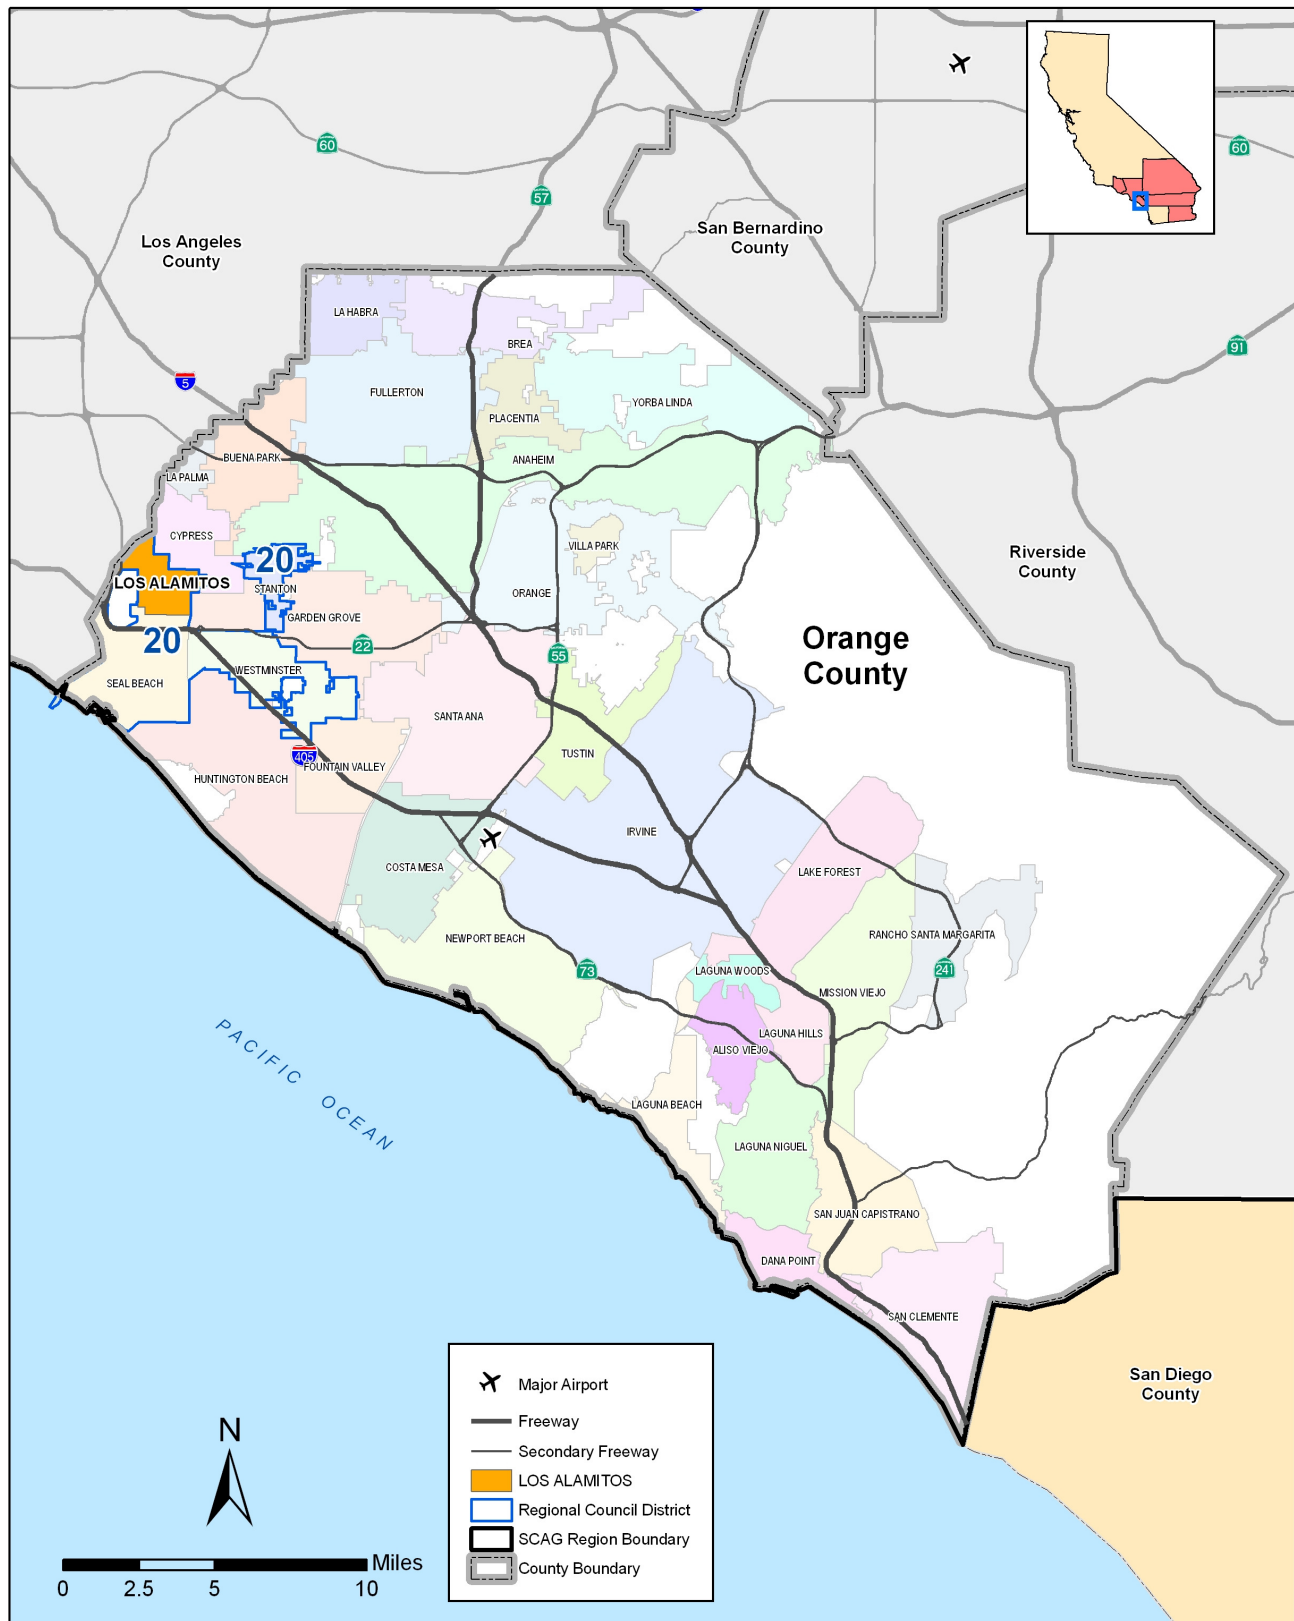 60
57
60
San Bernardino
County
Los Angeles
County
LA HABRA
BREA
91
5
FULLERTON
YORBA LINDA
PLACENTIA
BUENA PARK
ANAHEIM
LA PALMA
CYPRESS
VILLA PARK
Riverside
County
20
LOS ALAMITOS
STANTON
ORANGE
GARDEN GROVE
20
22
55
Orange
County
WESTMINSTER
SEAL BEACH
SANTA ANA
TUSTIN
405
FOUNTAIN VALLEY
HUNTINGTON BEACH
IRVINE
COSTA MESA
LAKE FOREST
RANCHO SANTA MARGARITA
NEWPORT BEACH
73
LAGUNA WOODS
241
MISSION VIEJO
LAGUNA HILLS
ALISO VIEJO
PACIFIC OCEAN
LAGUNA BEACH
LAGUNA NIGUEL
SAN JUAN CAPISTRANO
DANA POINT
SAN CLEMENTE
San Diego
County
Major Airport
Freeway
Secondary Freeway
LOS ALAMITOS
Regional Council District
SCAG Region Boundary
County Boundary
N
Miles
0 2.5 5 10